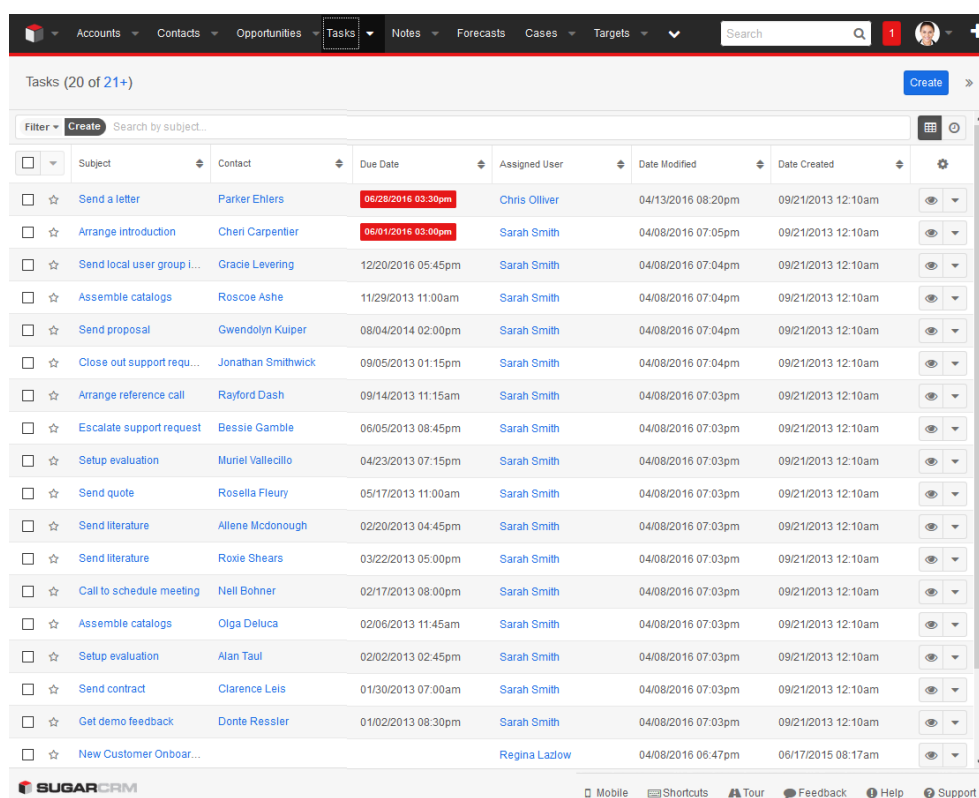 Accounts Contacts Opportunities Tasks Notes Forecasts Cases Targets Search 1
Tasks (20 of 21+) Create
Filter Create Search by subject...
Subject Contact Due Date Assigned User Date Modified Date Created
Send a letter Parker Ehlers 06/28/2016 03:30pm Chris Olliver 04/13/2016 08:20pm 09/21/2013 12:10am
Arrange introduction Cheri Carpentier 06/01/2016 03:00pm Sarah Smith 04/08/2016 07:05pm 09/21/2013 12:10am
Send local user group i... Gracie Levering 12/20/2016 05:45pm Sarah Smith 04/08/2016 07:04pm 09/21/2013 12:10am
Assemble catalogs Roscoe Ashe 11/29/2013 11:00am Sarah Smith 04/08/2016 07:04pm 09/21/2013 12:10am
Send proposal Gwendolyn Kuiper 08/04/2014 02:00pm Sarah Smith 04/08/2016 07:04pm 09/21/2013 12:10am
Close out support requ... Jonathan Smithwick 09/05/2013 01:15pm Sarah Smith 04/08/2016 07:04pm 09/21/2013 12:10am
Arrange reference call Rayford Dash 09/14/2013 11:15am Sarah Smith 04/08/2016 07:03pm 09/21/2013 12:10am
Escalate support request Bessie Gamble 06/05/2013 08:45pm Sarah Smith 04/08/2016 07:03pm 09/21/2013 12:10am
Setup evaluation Muriel Vallecillo 04/23/2013 07:15pm Sarah Smith 04/08/2016 07:03pm 09/21/2013 12:10am
Send quote Rosella Fleury 05/17/2013 11:00am Sarah Smith 04/08/2016 07:03pm 09/21/2013 12:10am
Send literature Allene Mcdonough 02/20/2013 04:45pm Sarah Smith 04/08/2016 07:03pm 09/21/2013 12:10am
Send literature Roxie Shears 03/22/2013 05:00pm Sarah Smith 04/08/2016 07:03pm 09/21/2013 12:10am
Call to schedule meeting Nell Bohner 02/17/2013 08:00pm Sarah Smith 04/08/2016 07:03pm 09/21/2013 12:10am
Assemble catalogs Olga Deluca 02/06/2013 11:45am Sarah Smith 04/08/2016 07:03pm 09/21/2013 12:10am
Setup evaluation Alan Taul 02/02/2013 02:45pm Sarah Smith 04/08/2016 07:03pm 09/21/2013 12:10am
Send contract Clarence Leis 01/30/2013 07:00am Sarah Smith 04/08/2016 07:03pm 09/21/2013 12:10am
Get demo feedback Donte Ressler 01/02/2013 08:30pm Sarah Smith 04/08/2016 07:03pm 09/21/2013 12:10am
New Customer Onboar... Regina Lazlow 04/08/2016 06:47pm 06/17/2015 08:17am
SUGARCRM Mobile Shortcuts Tour Feedback Help Support